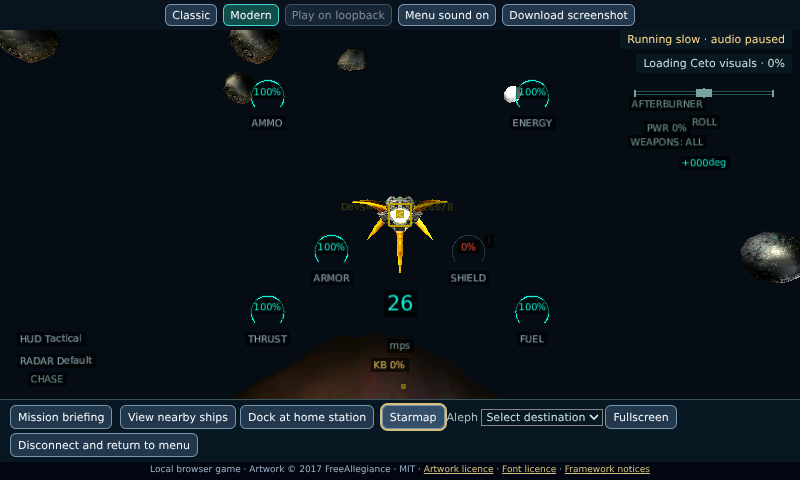 Classic Modern Play on loopback Menu sound on Download screenshot
Running slow · audio paused
Loading Ceto visuals · 0%
100% 100%
AMMO ENERGY
AFTERBURNER
ROLL
PWR 0%
WEAPONS: ALL
+000deg
100% 0%
ARMOR SHIELD
26
100% 100%
THRUST FUEL
HUD Tactical
mps
RADAR Default
KB 0%
CHASE
Mission briefing View nearby ships Dock at home station Starmap Aleph Select destination Fullscreen
Disconnect and return to menu
Local browser game · Artwork © 2017 FreeAllegiance · MIT · Artwork licence · Font licence · Framework notices